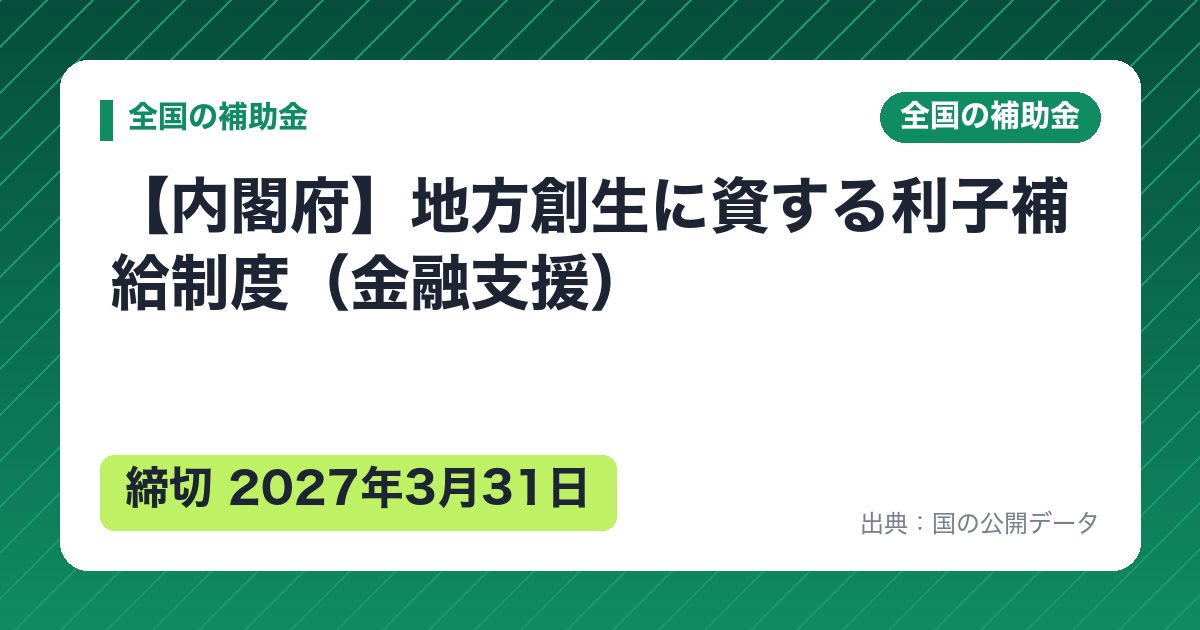 全国の補助金
全国の補助金
【内閣府】地方創生に資する利子補
給制度（金融支援）
締切 2027年3月31日
出典：国の公開データ